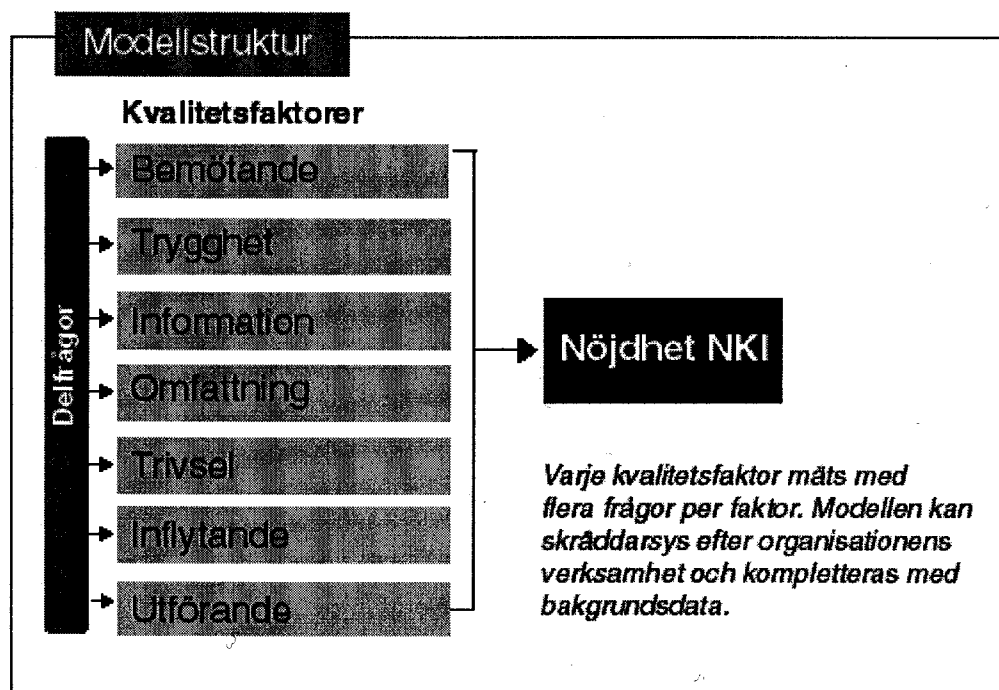 Modellstruktur
Kvalitetsfaktorer
Delfrågor
Bemötande
Trygghet
Information
Omfattning
Trivsel
Inflytande
Utförande
Nöjdhet NKI
Varje kvalitetsfaktor mäts med
flera frågor per faktor. Modellen kan
skräddarsys efter organisationens
verksamhet och kompletteras med
bakgrundsdata.